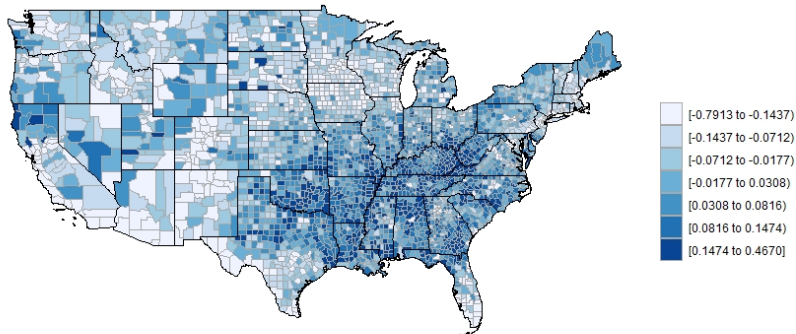 [-0.7913 to -0.1437)
[-0.1437 to -0.0712)
[-0.0712 to -0.0177)
[-0.0177 to 0.0308)
[0.0308 to 0.0816)
[0.0816 to 0.1474)
[0.1474 to 0.4670]